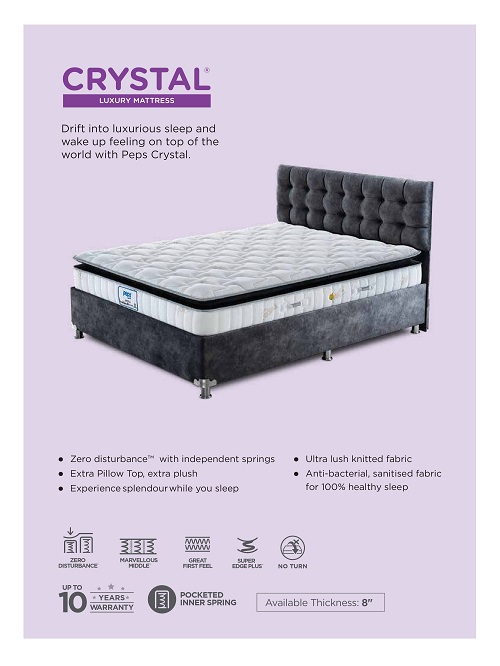 CRYSTAL®
LUXURY MATTRESS
Drift into luxurious sleep and
wake up feeling on top of the
world with Peps Crystal.
PEPS
• Zero disturbance™ with independent springs
• Extra Pillow Top, extra plush
• Experience splendour while you sleep
• Ultra lush knitted fabric
• Anti-bacterial, sanitised fabric
for 100% healthy sleep
ZERO
DISTURBANCE
MARVELLOUS
MIDDLE
GREAT
FIRST FEEL
SUPER
EDGE PLUS
NO TURN
UP TO
10 YEARS
WARRANTY
POCKETED
INNER SPRING
Available Thickness: 8"